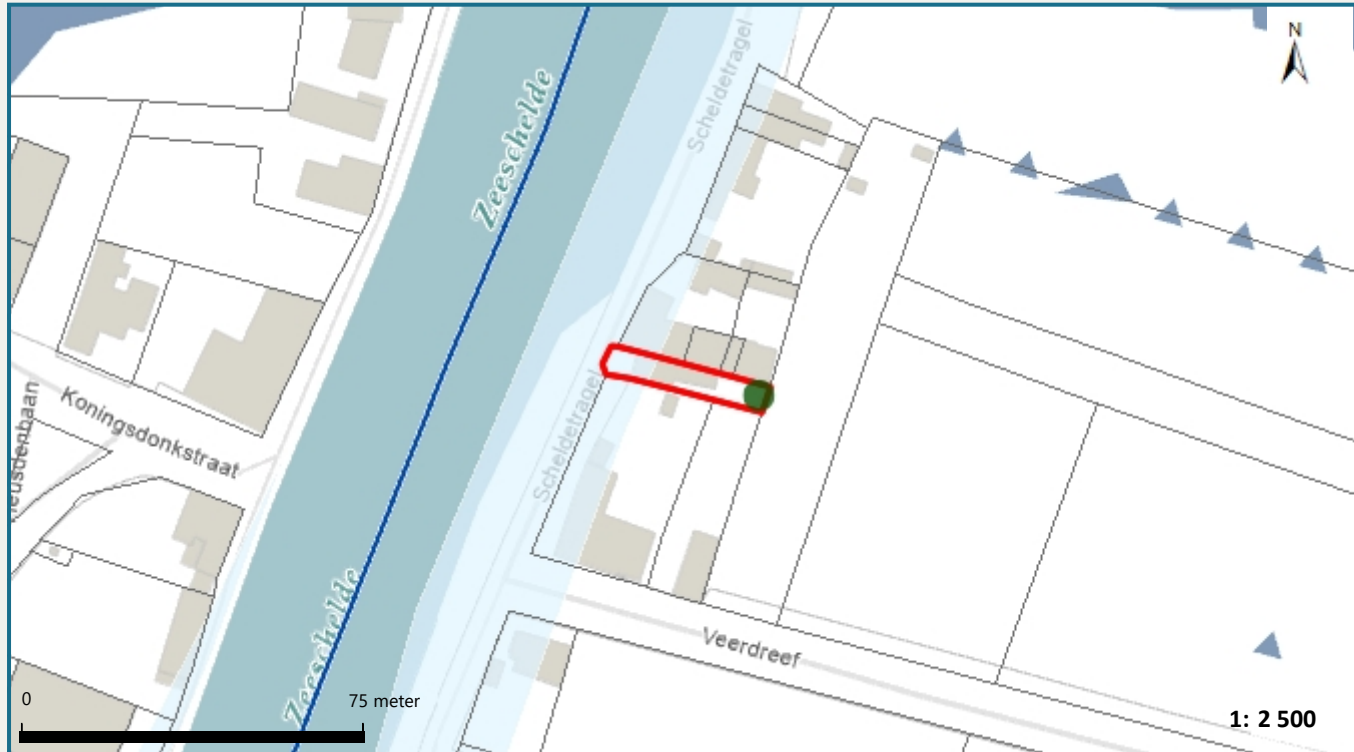 N
Scheldetragel
Zeeschelde
Koningsdonkstraat
Scheldetragel
Zeeschelde
Veerdreef
0 75 meter
1: 2 500